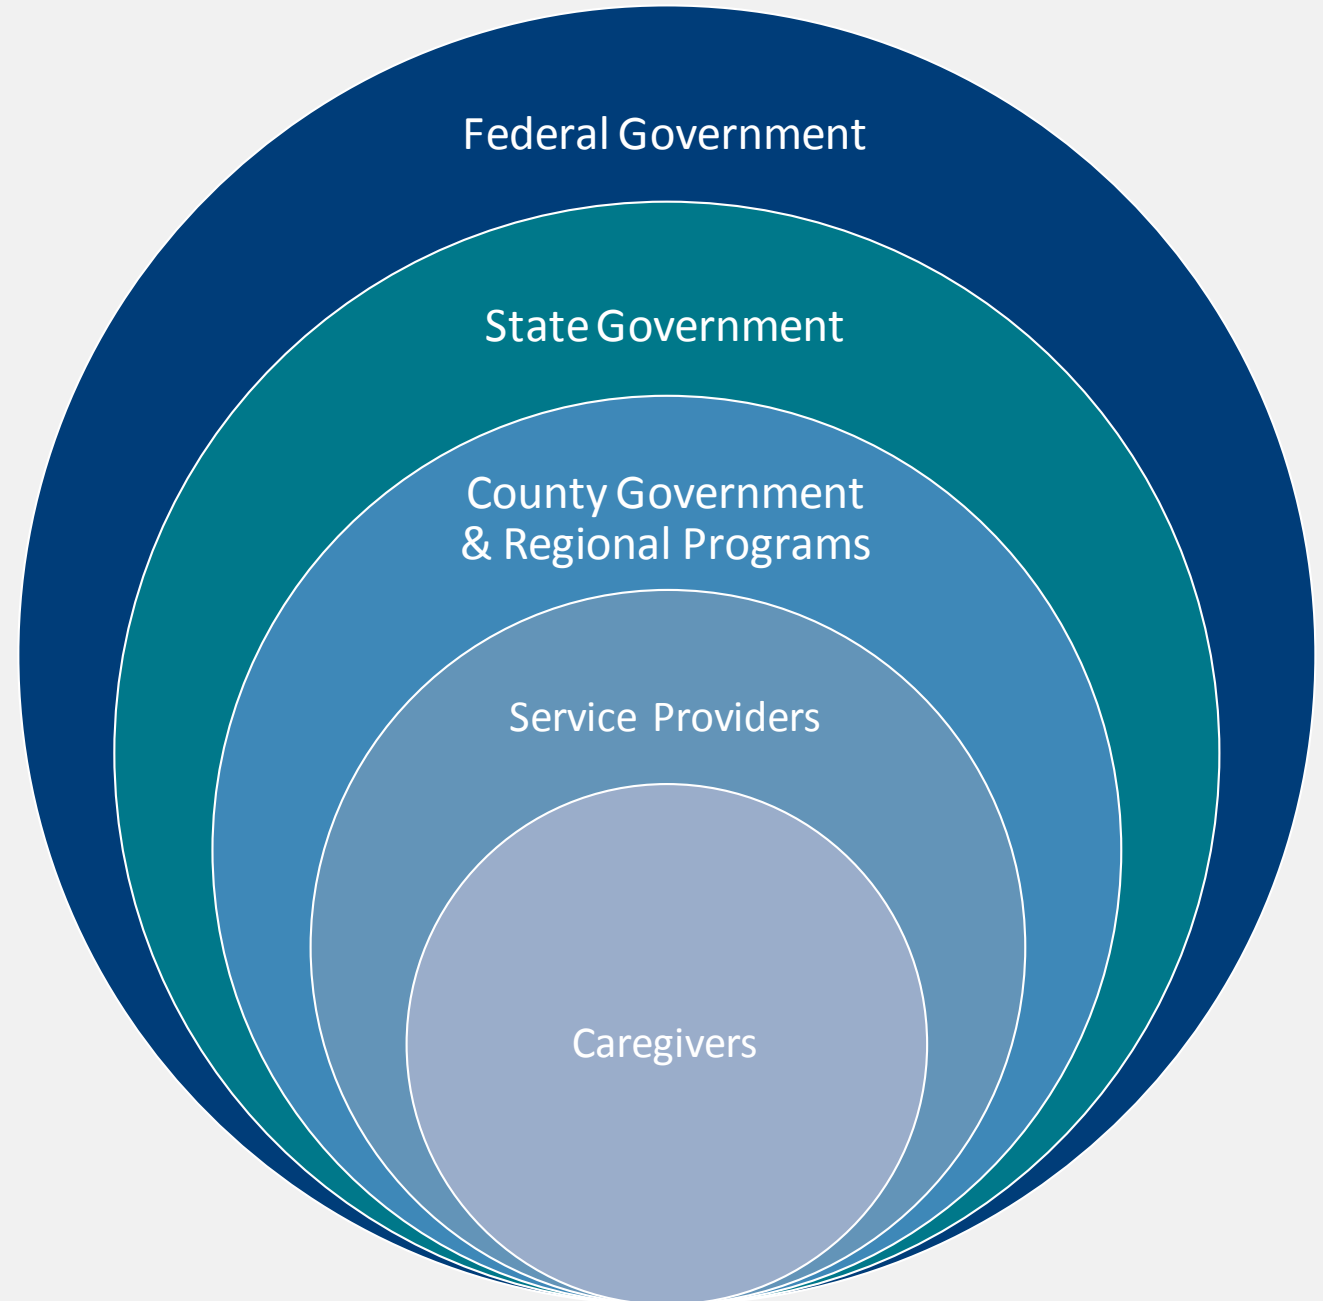 Federal Government
State Government
County Government
& Regional Programs
Service Providers
Caregivers